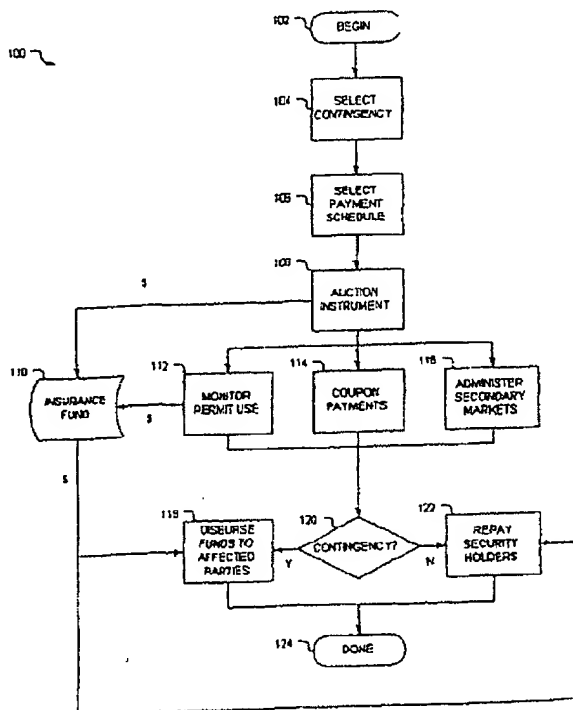 102
BEGIN
100
104
SELECT
CONTINGENCY
106
SELECT
PAYMENT
SCHEDULE
108
AUCTION
INSTRUMENT
$
110
INSURANCE
FUND
112
MONITOR
PERMIT USE
$
114
COUPON
PAYMENTS
116
ADMINISTER
SECONDARY
MARKETS
$
118
DISBURSE
FUNDS TO
AFFECTED
PARTIES
120
CONTINGENCY?
Y
N
122
REPAY
SECURITY
HOLDERS
124
DONE